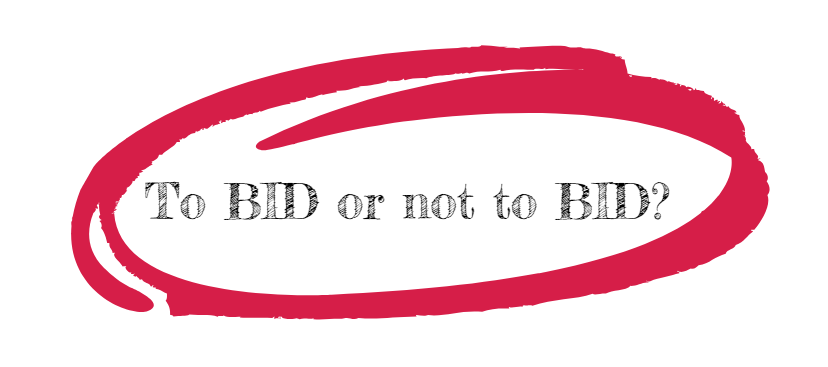 To BID or not to BID?